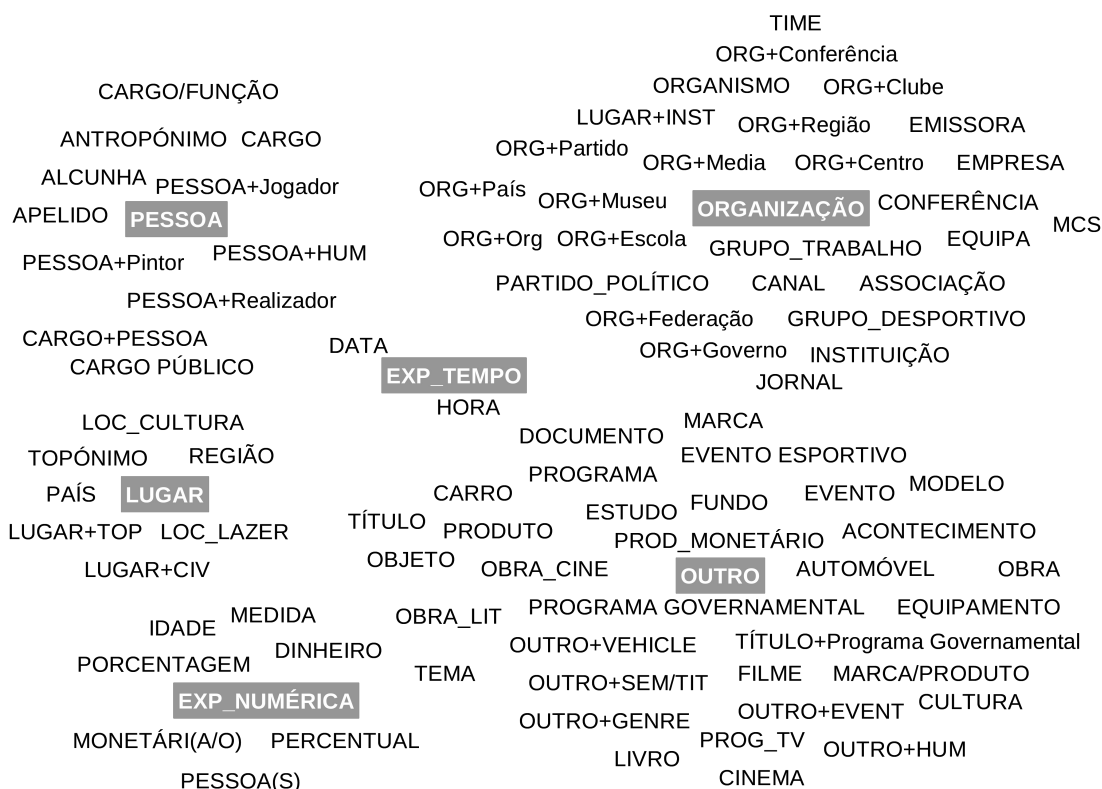 TIME
ORG+Conferência
CARGO/FUNÇÃO
ORGANISMO ORG+Clube
LUGAR+INST ORG+Região EMISSORA
ANTROPÓNIMO CARGO
ORG+Partido ORG+Media ORG+Centro EMPRESA
ALCUNHA PESSOA+Jogador
ORG+País ORG+Museu ORGANIZAÇÃO CONFERÊNCIA
APELIDO PESSOA
MCS
ORG+Org ORG+Escola GRUPO_TRABALHO EQUIPA
PESSOA+Pintor PESSOA+HUM
PARTIDO_POLÍTICO CANAL ASSOCIAÇÃO
PESSOA+Realizador
ORG+Federação GRUPO_DESPORTIVO
CARGO+PESSOA
DATA
ORG+Governo INSTITUIÇÃO
CARGO PÚBLICO
EXP_TEMPO
JORNAL
HORA
LOC_CULTURA
MARCA
DOCUMENTO
TOPÓNIMO REGIÃO
EVENTO ESPORTIVO
PROGRAMA
PAÍS LUGAR
CARRO
FUNDO EVENTO MODELO
TÍTULO PRODUTO ESTUDO
LUGAR+TOP LOC_LAZER
PROD_MONETÁRIO ACONTECIMENTO
OBJETO OBRA_CINE
LUGAR+CIV
OUTRO AUTOMÓVEL OBRA
PROGRAMA GOVERNAMENTAL EQUIPAMENTO
IDADE MEDIDA
OBRA_LIT
OUTRO+VEHICLE TÍTULO+Programa Governamental
DINHEIRO
PORCENTAGEM
TEMA
FILME MARCA/PRODUTO
OUTRO+SEM/TIT
EXP_NUMÉRICA
OUTRO+EVENT CULTURA
OUTRO+GENRE
MONETÁRI(A/O) PERCENTUAL
PROG_TV OUTRO+HUM
LIVRO
PESSOA(S)
CINEMA